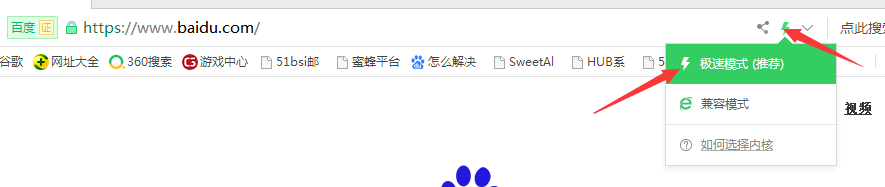 百度 证 https://www.baidu.com/ 点此搜索
谷歌 网址大全 360搜索 G3 游戏中心 51bsi邮 蜜蜂平台 怎么解决 SweetAl HUB系 5
极速模式 (推荐)
兼容模式
视频
如何选择内核